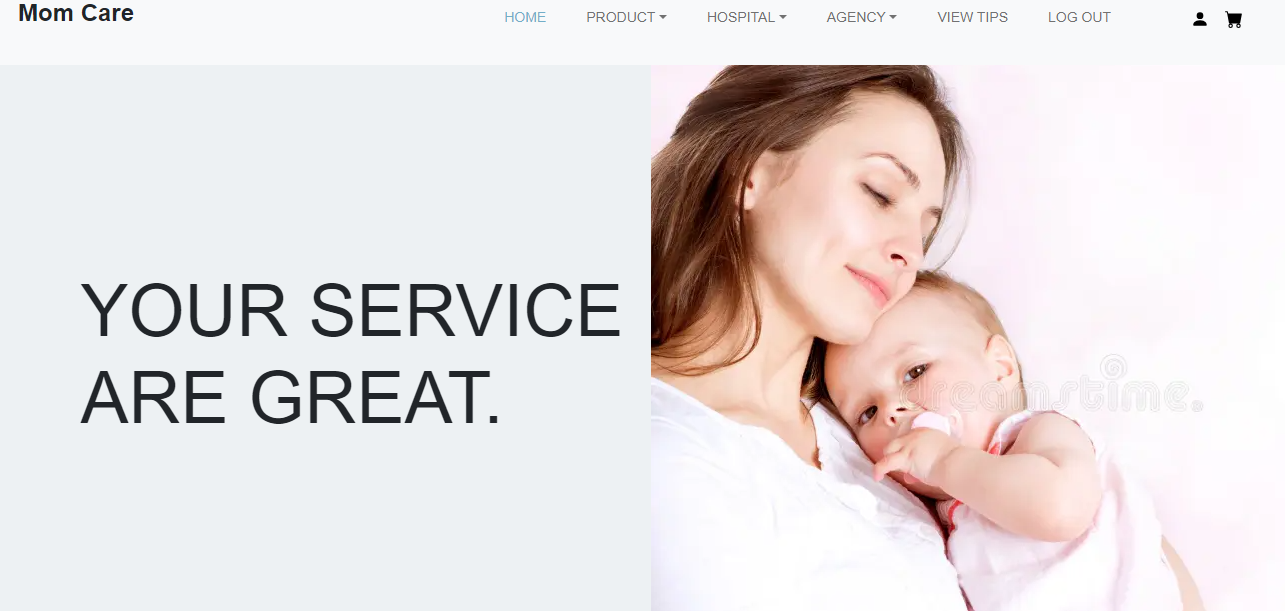 Mom Care
HOME PRODUCT HOSPITAL AGENCY VIEW TIPS LOG OUT
YOUR SERVICE
ARE GREAT.
dreamstime.